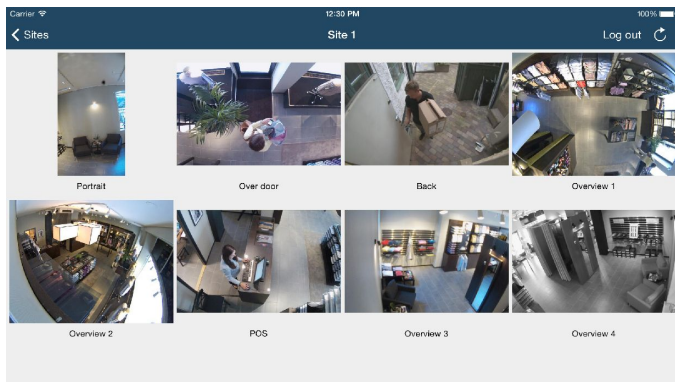 Carrier
12:30 PM
100%
Sites
Site 1
Log out
Portrait
Over door
Back
Overview 1
Overview 2
POS
Overview 3
Overview 4